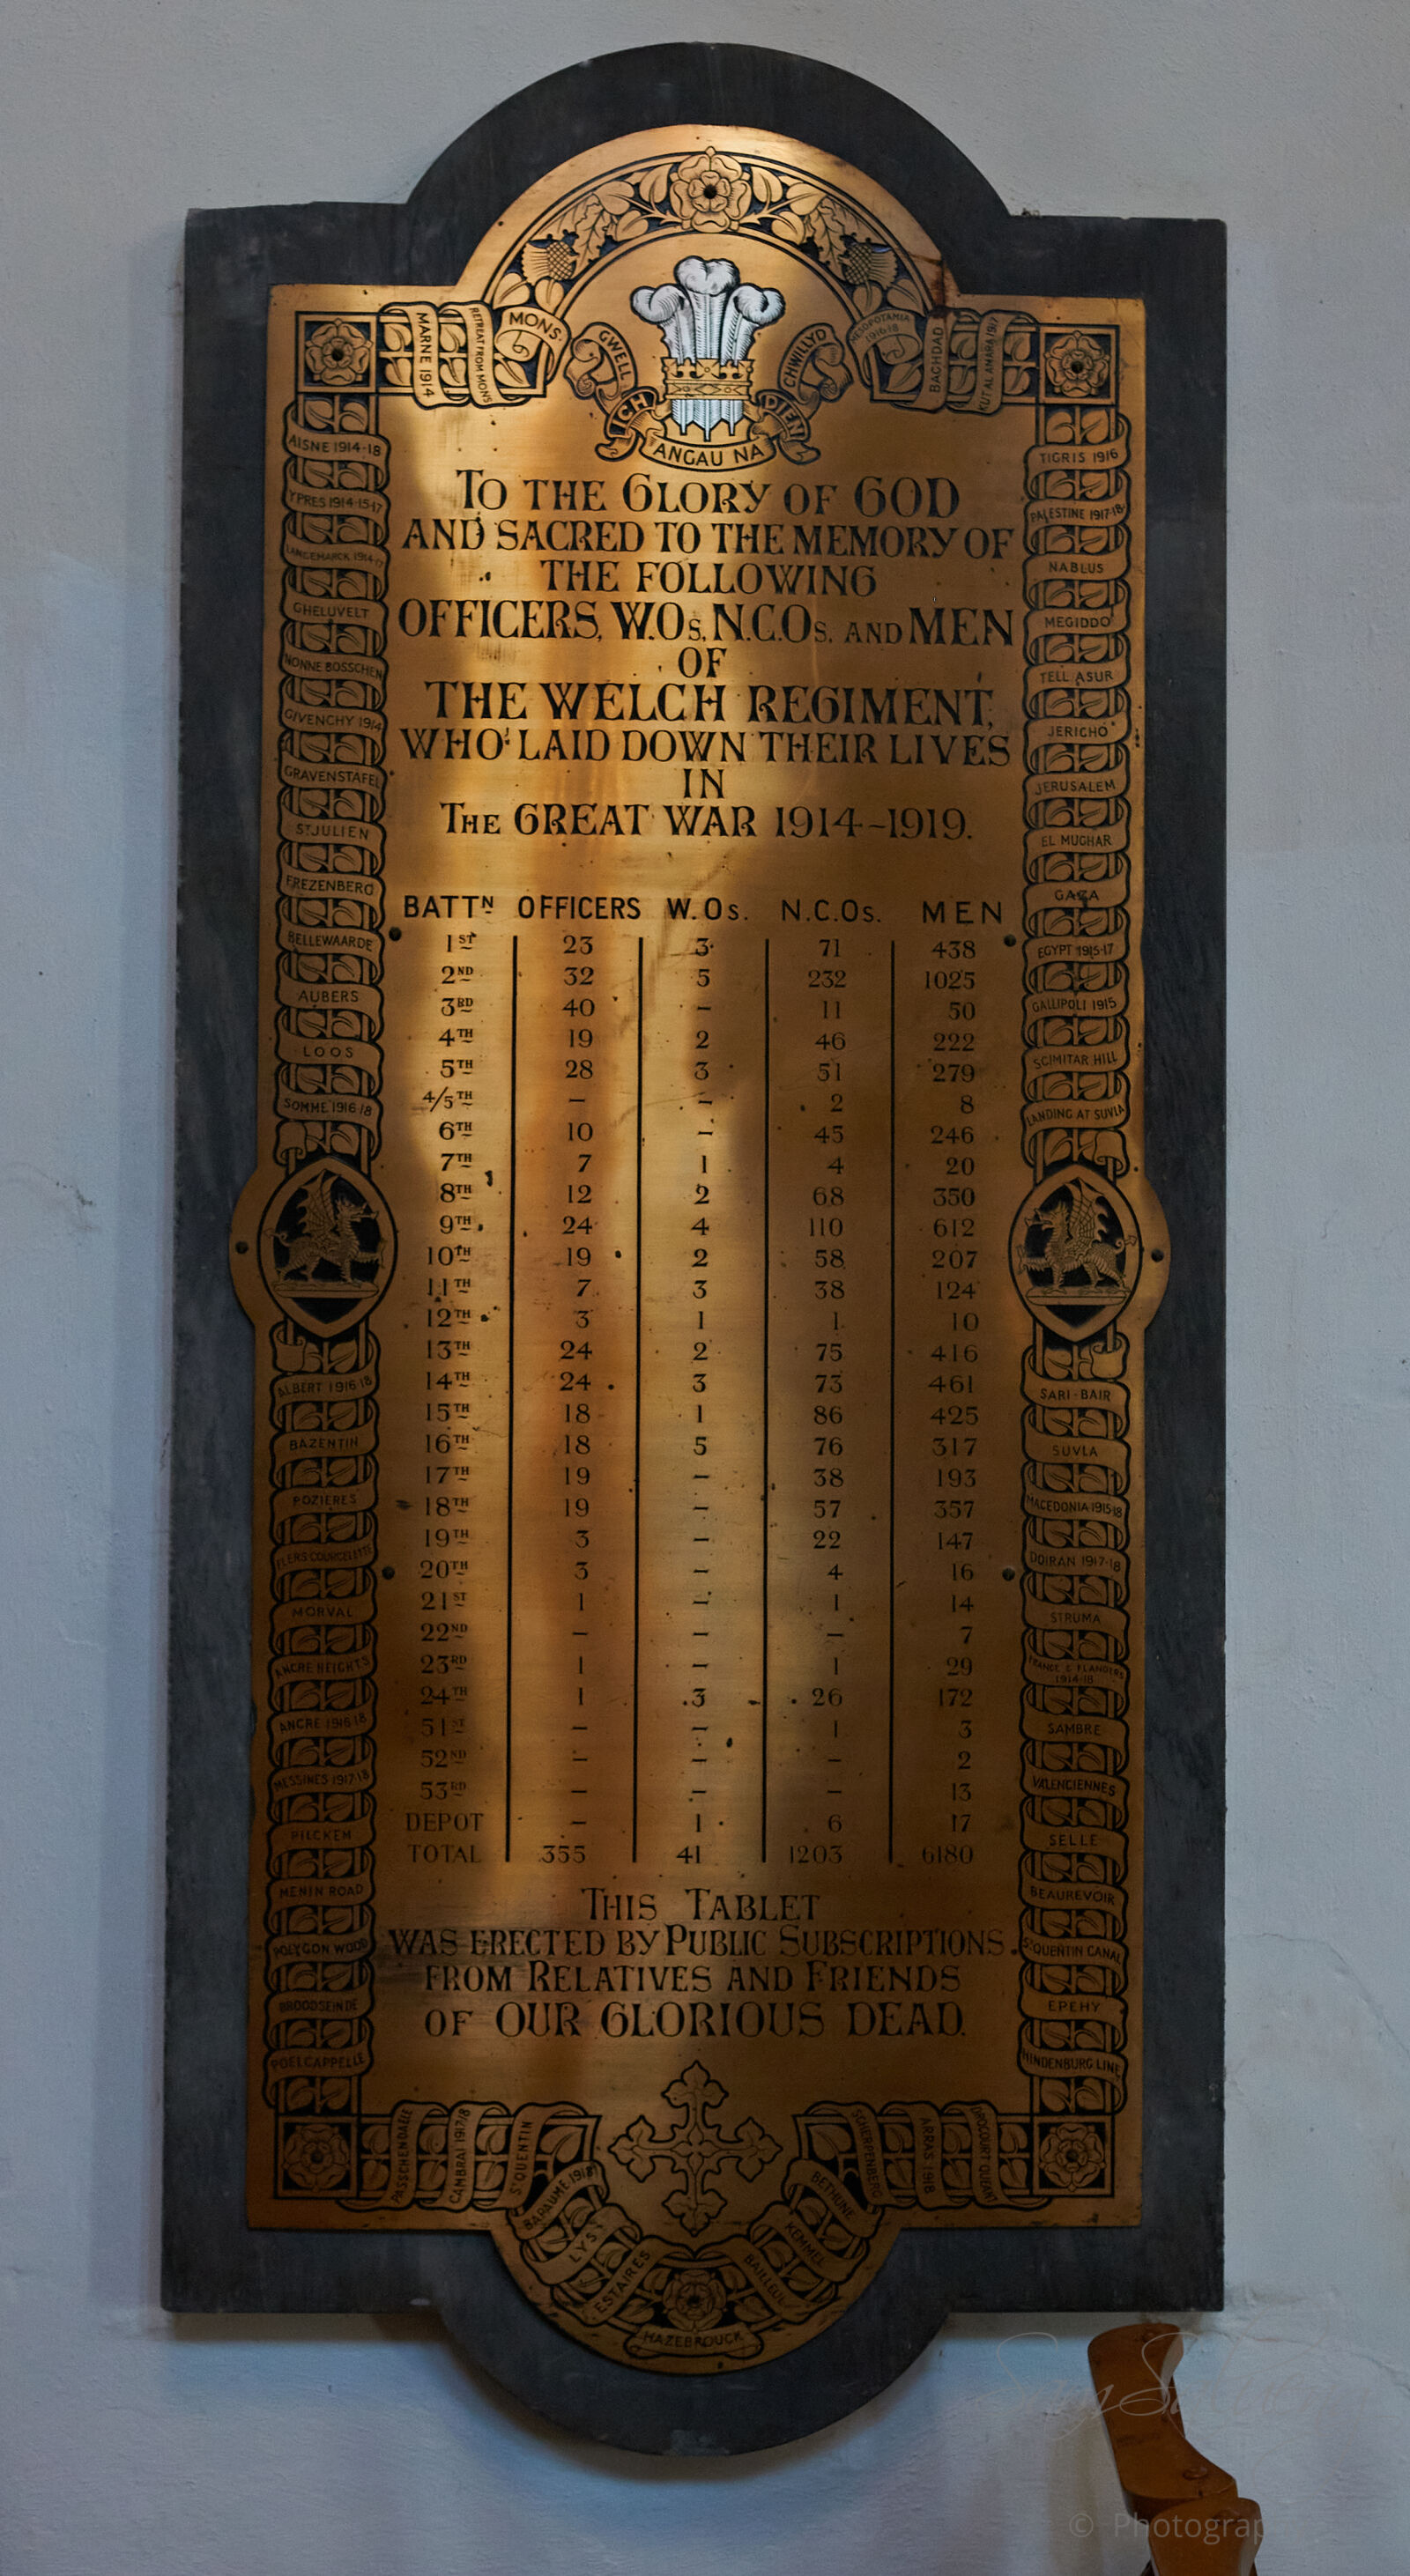 MONS
RETREAT FROM MONS
MARNE 1914
AISNE 1914-18
YPRES 1914-15-17
LANGEMARCK 1914-17
GHELUVELT
NONNE BOSSCHEN
GIVENCHY 1914
GRAVENSTAFEL
ST JULIEN
FREZENBERG
BELLEWAARDE
AUBERS
LOOS
SOMME 1916-18
ALBERT 1916-18
BAZENTIN
POZIERES
FLERS COURCELETTE
MORVAL
ANCRE HEIGHTS
ANCRE 1916-18
MESSINES 1917-18
PILCKEM
MENIN ROAD
POLYGON WOOD
BROODSEINDE
POELCAPPELLE
PASSCHENDAELE
CAMBRAI 1917-18
ST QUENTIN
BAPAUME 1918
LYS
ESTAIRES
HAZEBROUCK
BAILLEUL
KEMMEL
BETHUNE
SCHERPENBERG
ARRAS 1918
DROCOURT QUEANT
GWELL
ANGAU NA
CHWILLYD
ICH
DIEN
TO THE GLORY OF GOD
AND SACRED TO THE MEMORY OF
THE FOLLOWING
OFFICERS, W.Os, N.C.Os. AND MEN
OF
THE WELCH REGIMENT,
WHO LAID DOWN THEIR LIVES
IN
THE GREAT WAR 1914-1919.
BATTN OFFICERS W.Os. N.C.Os. MEN
1ST 23 3 71 438
2ND 32 5 232 1025
3RD 40 - 11 50
4TH 19 2 46 222
5TH 28 3 51 279
4/5TH - - 2 8
6TH 10 - 45 246
7TH 7 1 4 20
8TH 12 2 68 350
9TH 24 4 110 612
10TH 19 2 58 207
11TH 7 3 38 124
12TH 3 1 1 10
13TH 24 2 75 416
14TH 24 3 73 461
15TH 18 1 86 425
16TH 18 5 76 317
17TH 19 - 38 193
18TH 19 - 57 357
19TH 3 - 22 147
20TH 3 - 4 16
21ST 1 - 1 14
22ND - - - 7
23RD 1 - 1 29
24TH 1 3 26 172
51ST - - 1 3
52ND - - - 2
53RD - - - 13
DEPOT - 1 6 17
TOTAL 355 41 1203 6180
THIS TABLET
WAS ERECTED BY PUBLIC SUBSCRIPTIONS
FROM RELATIVES AND FRIENDS
OF OUR GLORIOUS DEAD.
MESOPOTAMIA
1916-18
BAGHDAD
KUT AL AMARA 1917
TIGRIS 1916
PALESTINE 1917-18
NABLUS
MEGIDDO
TELL ASUR
JERICHO
JERUSALEM
EL MUGHAR
GAZA
EGYPT 1915-17
GALLIPOLI 1915
SCIMITAR HILL
LANDING AT SUVLA
SARI-BAIR
SUVLA
MACEDONIA 1915-18
DOIRAN 1917-18
STRUMA
FRANCE & FLANDERS
1914-18
SAMBRE
VALENCIENNES
SELLE
BEAUREVOIR
ST QUENTIN CANAL
EPEHY
HINDENBURG LINE